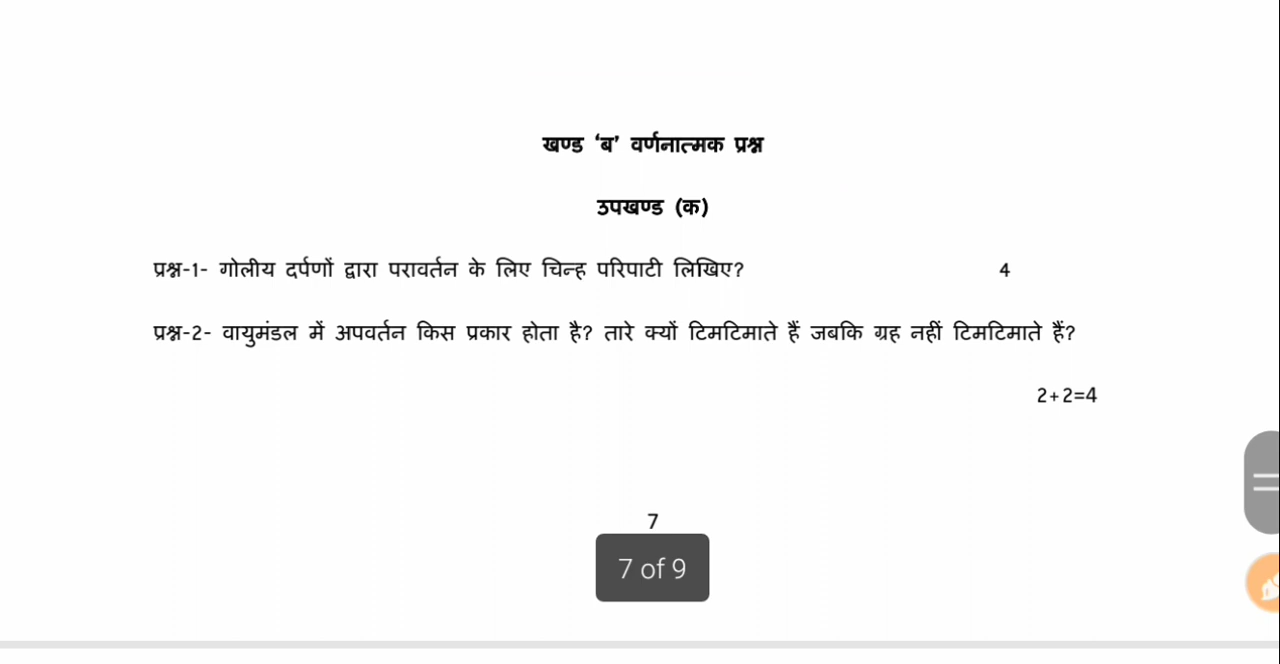 खण्ड ‘ब’ वर्णनात्मक प्रश्न
उपखण्ड (क)
प्रश्न-1- गोलीय दर्पणों द्वारा परावर्तन के लिए चिन्ह परिपाटी लिखिए? 4
प्रश्न-2- वायुमंडल में अपवर्तन किस प्रकार होता है? तारे क्यों टिमटिमाते हैं जबकि ग्रह नहीं टिमटिमाते हैं?
2+2=4
7
7 of 9